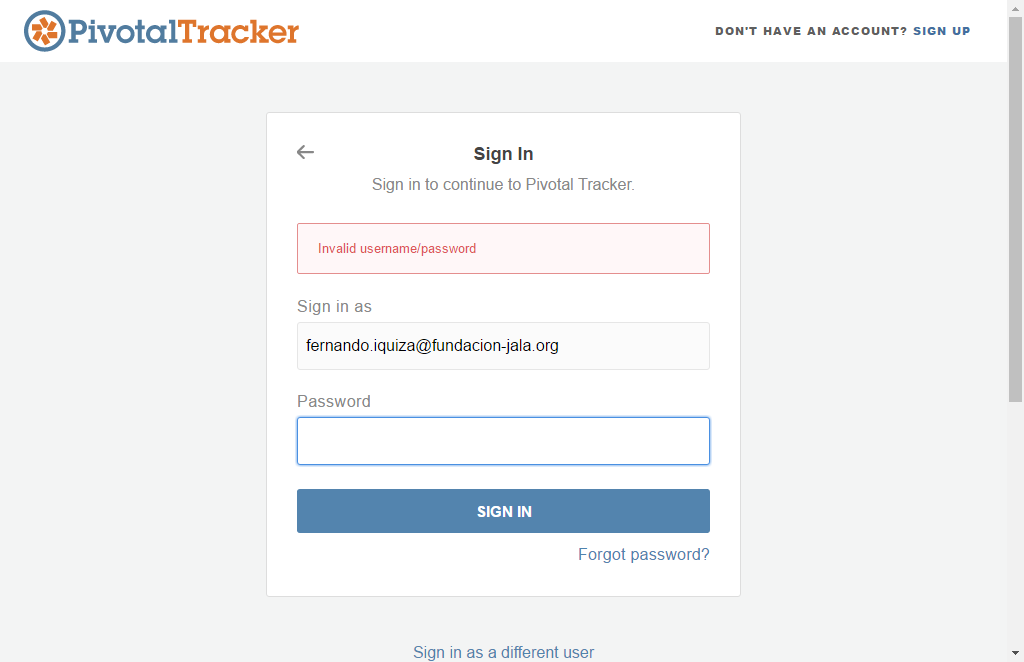 PivotalTracker
DON'T HAVE AN ACCOUNT? SIGN UP
Sign In
Sign in to continue to Pivotal Tracker.
Invalid username/password
Sign in as
fernando.iquiza@fundacion-jala.org
Password
SIGN IN
Forgot password?
Sign in as a different user